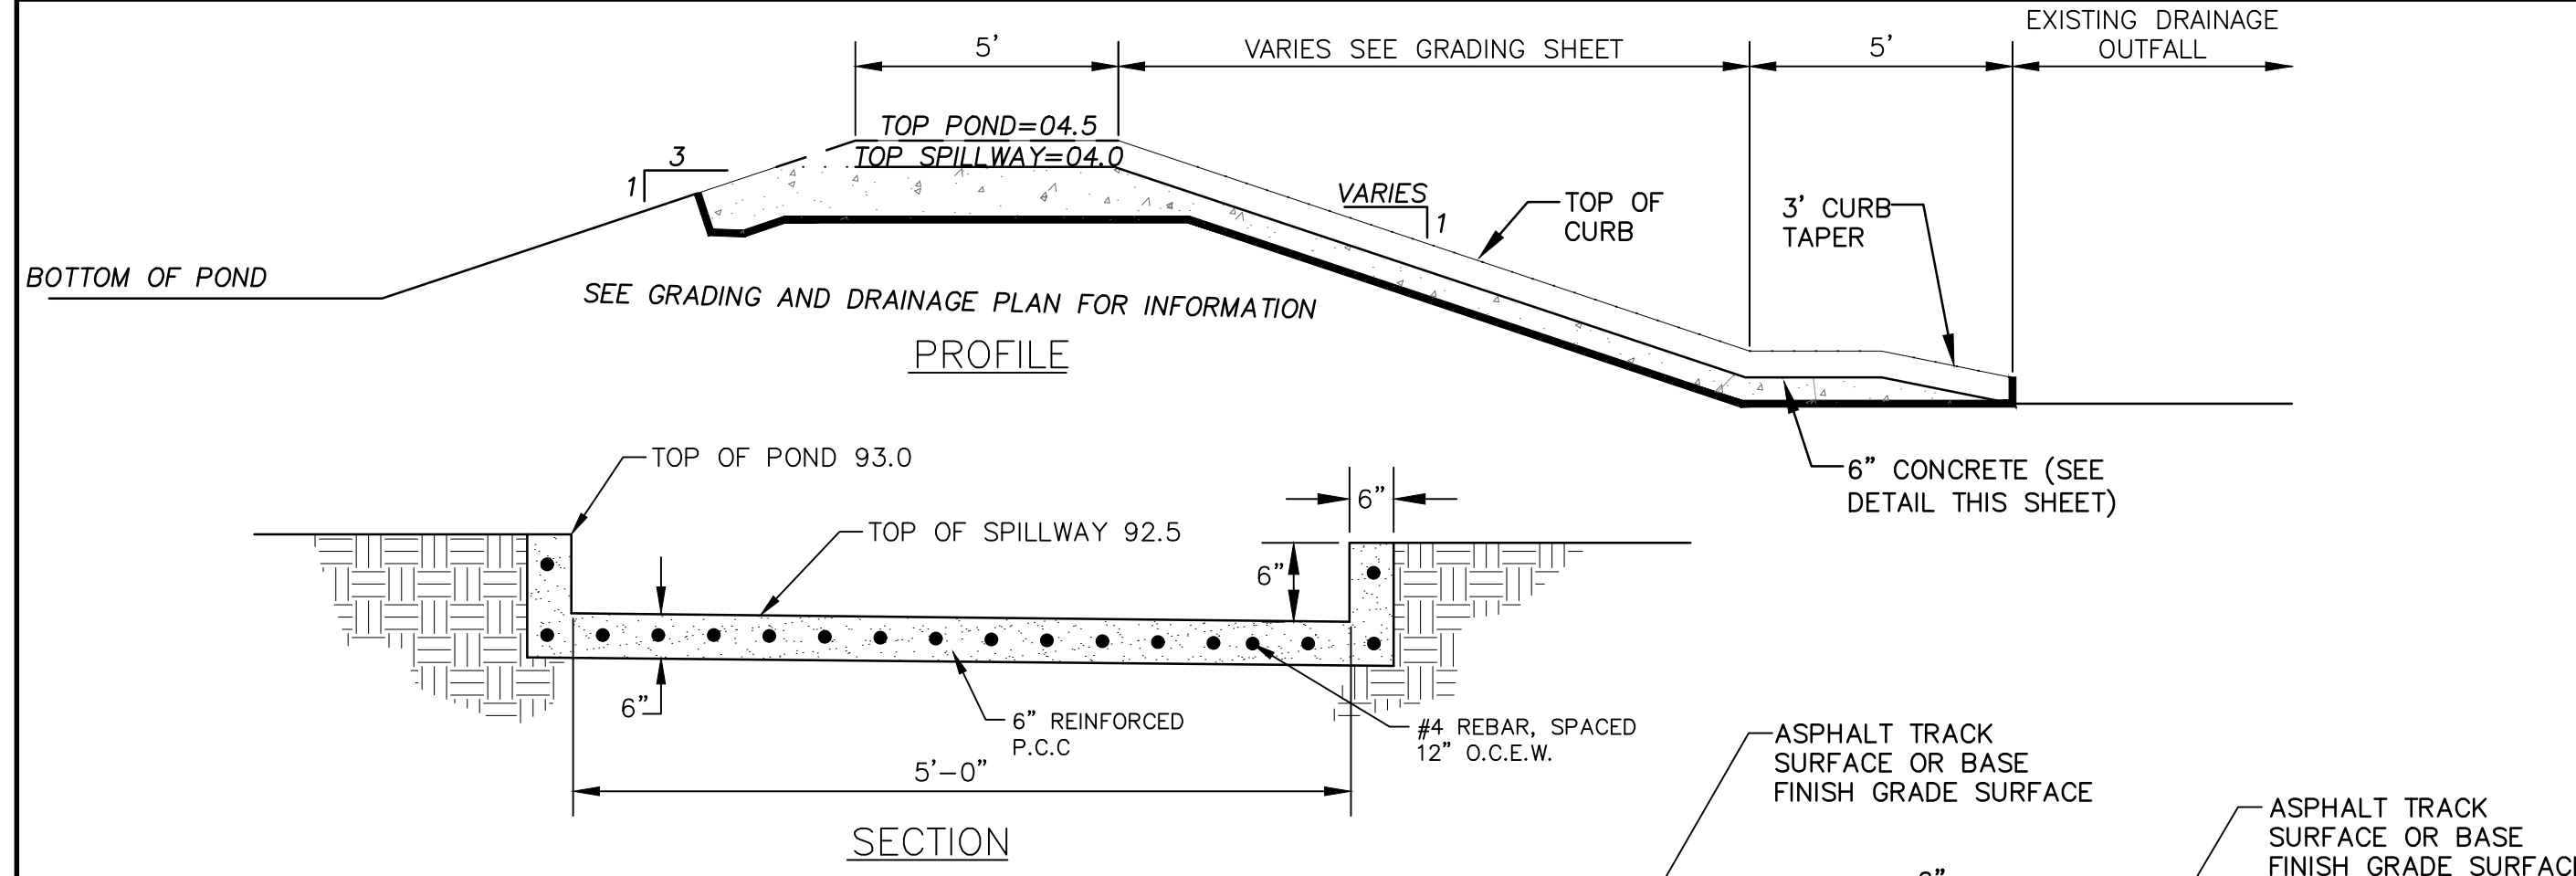 EXISTING DRAINAGE
OUTFALL
5'
VARIES SEE GRADING SHEET
5'
TOP POND=04.5
TOP SPILLWAY=04.0
3
1
VARIES
1
TOP OF
CURB
3' CURB
TAPER
BOTTOM OF POND
SEE GRADING AND DRAINAGE PLAN FOR INFORMATION
PROFILE
6" CONCRETE (SEE
DETAIL THIS SHEET)
TOP OF POND 93.0
TOP OF SPILLWAY 92.5
6"
6"
6"
6" REINFORCED
P.C.C
#4 REBAR, SPACED
12" O.C.E.W.
5'-0"
SECTION
ASPHALT TRACK
SURFACE OR BASE
FINISH GRADE SURFACE
ASPHALT TRACK
SURFACE OR BASE
FINISH GRADE SURFACE